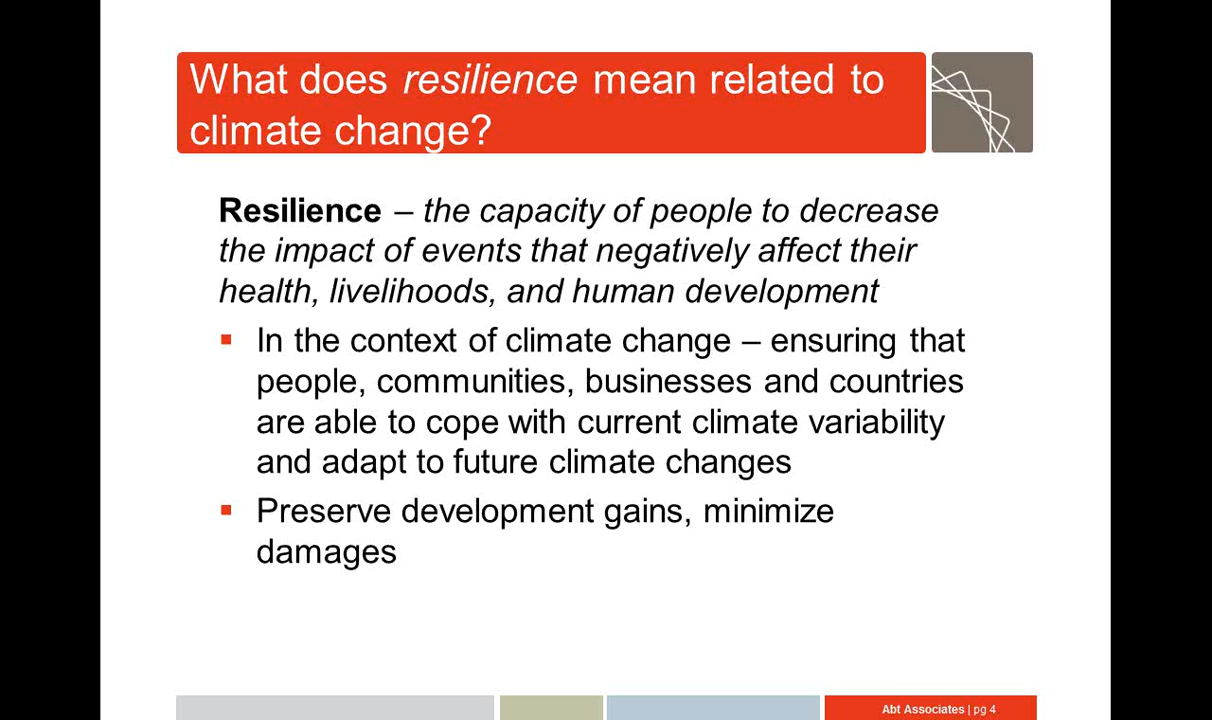 What does resilience mean related to
climate change?
Resilience – the capacity of people to decrease
the impact of events that negatively affect their
health, livelihoods, and human development
▪ In the context of climate change – ensuring that
people, communities, businesses and countries
are able to cope with current climate variability
and adapt to future climate changes
▪ Preserve development gains, minimize
damages
Abt Associates | pg 4